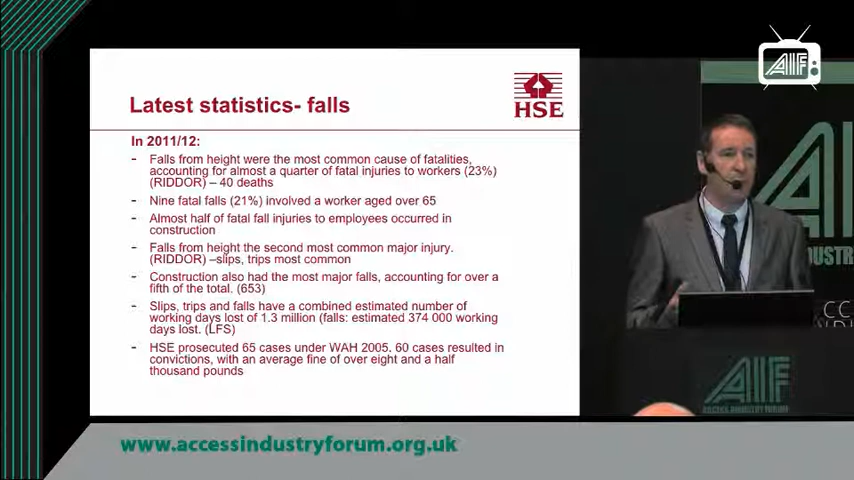 AIF
Latest statistics- falls
HSE
In 2011/12:
- Falls from height were the most common cause of fatalities,
accounting for almost a quarter of fatal injuries to workers (23%)
(RIDDOR) – 40 deaths
- Nine fatal falls (21%) involved a worker aged over 65
- Almost half of fatal fall injuries to employees occurred in
construction
- Falls from height the second most common major injury.
(RIDDOR) –slips, trips most common
- Construction also had the most major falls, accounting for over a
fifth of the total. (653)
- Slips, trips and falls have a combined estimated number of
working days lost of 1.3 million (falls: estimated 374 000 working
days lost. (LFS)
- HSE prosecuted 65 cases under WAH 2005. 60 cases resulted in
convictions, with an average fine of over eight and a half
thousand pounds
AIF
ACCESS INDUSTRY FORUM
www.accessindustryforum.org.uk